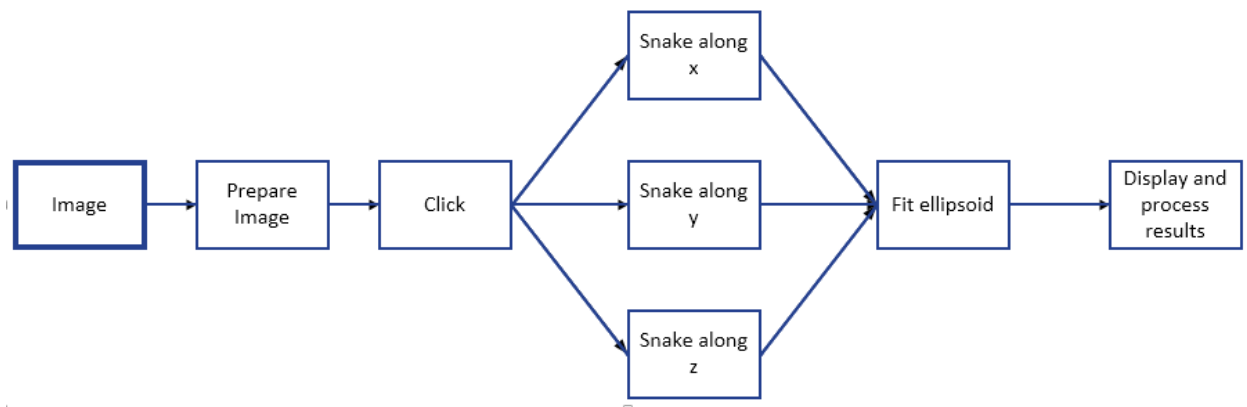 Image
Prepare
Image
Click
Snake along
x
Snake along
y
Snake along
z
Fit ellipsoid
Display and
process
results